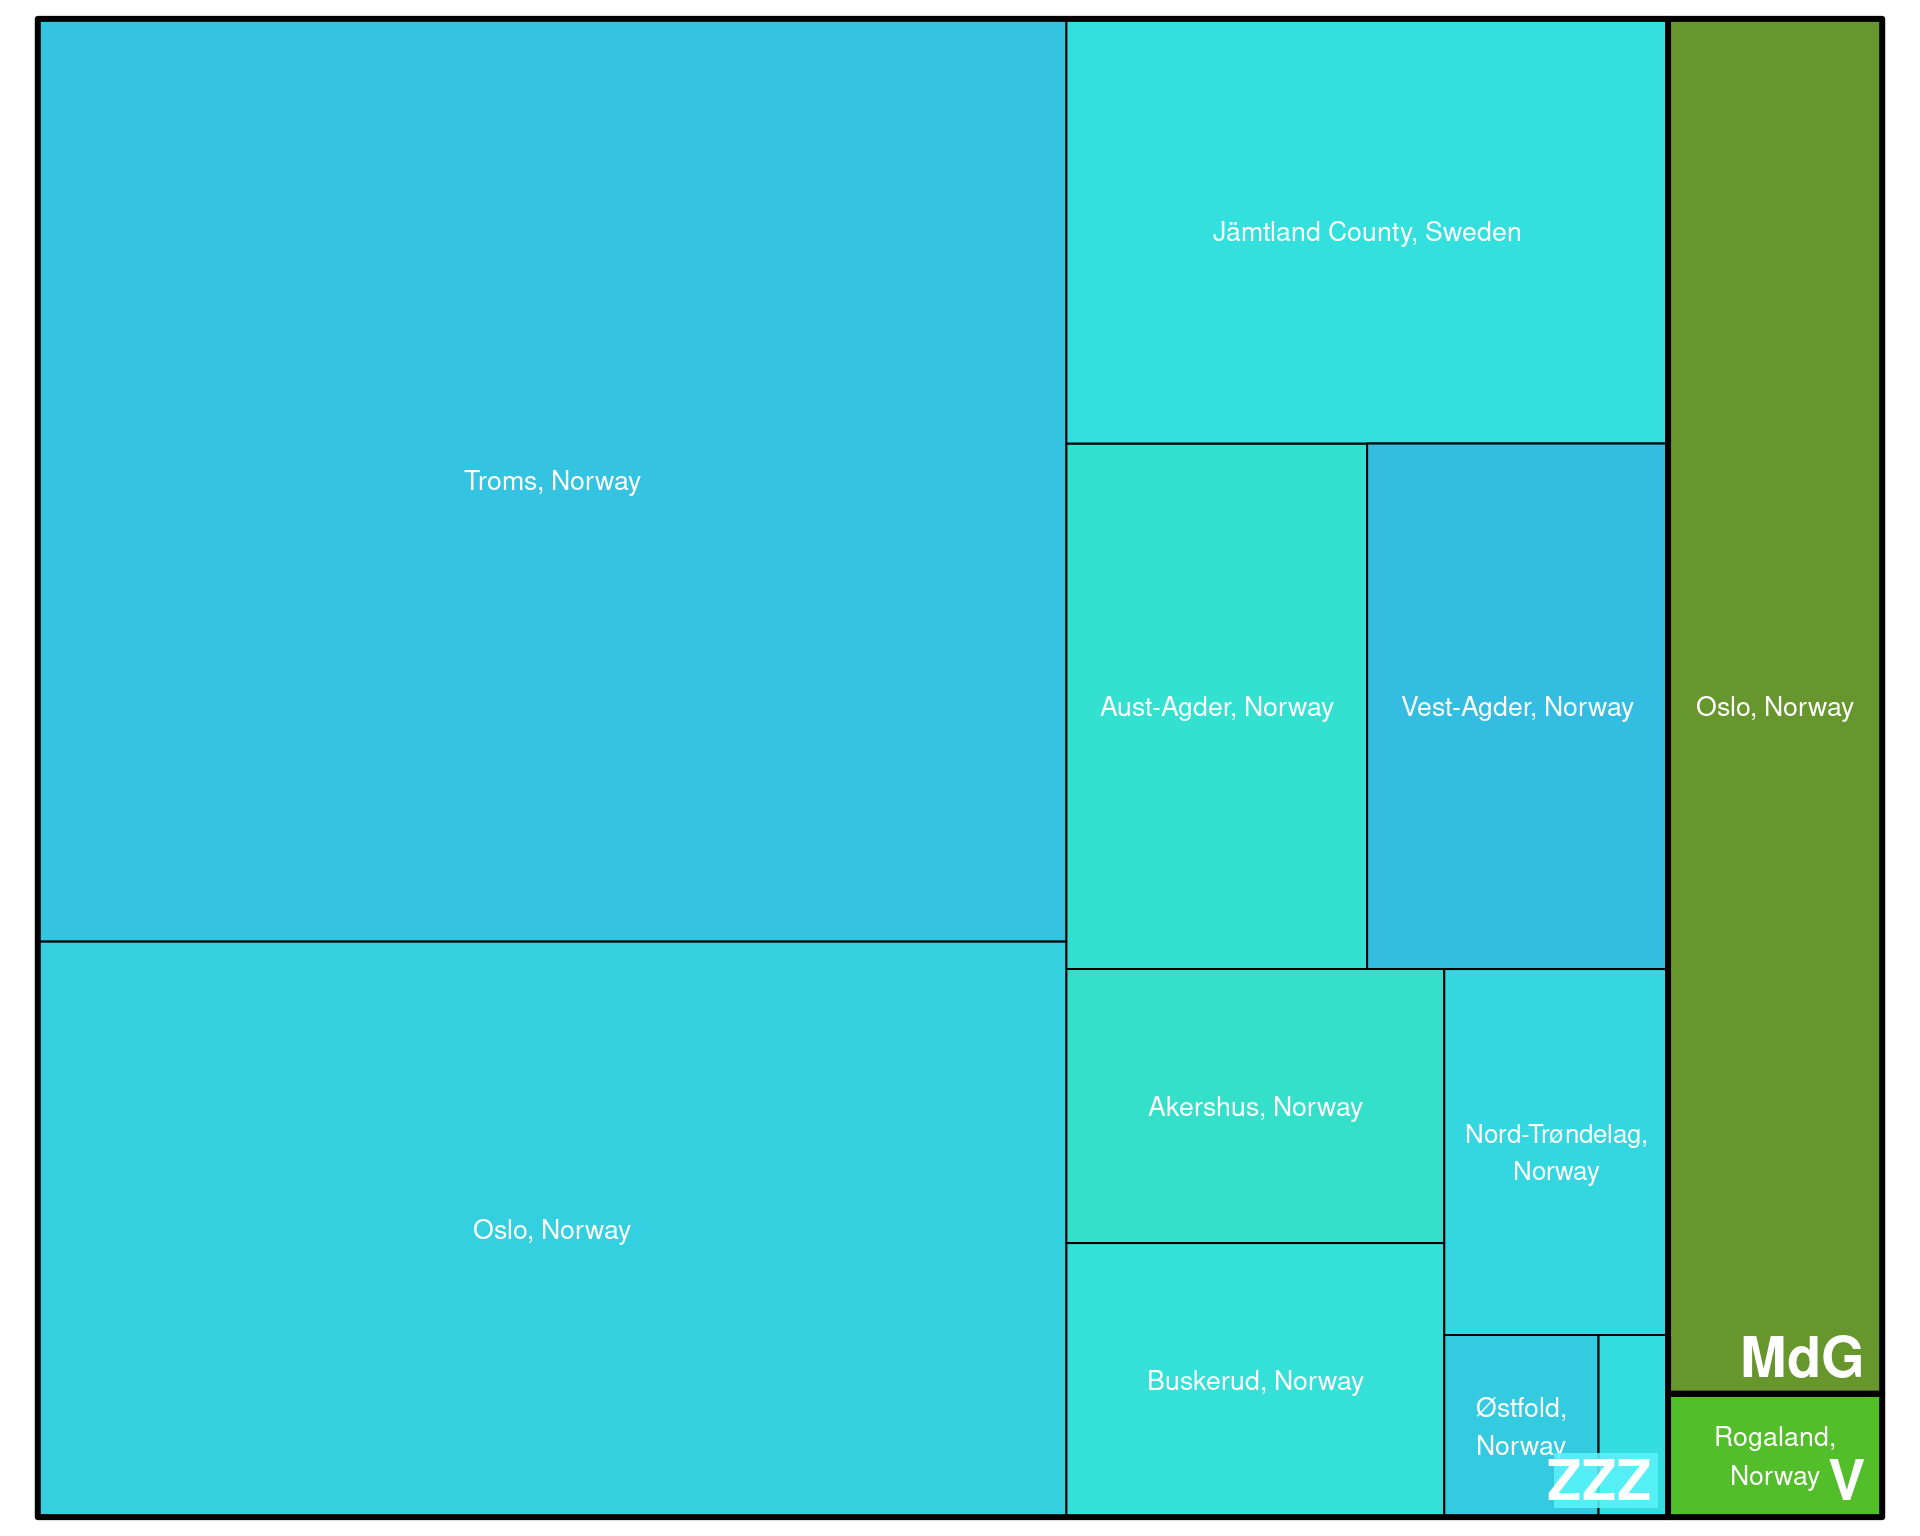 Troms, Norway
Oslo, Norway
Jämtland County, Sweden
Aust-Agder, Norway
Vest-Agder, Norway
Akershus, Norway
Buskerud, Norway
Nord-Trøndelag,
Norway
Østfold,
Norway
ZZZ
Oslo, Norway
MdG
Rogaland,
Norway
V